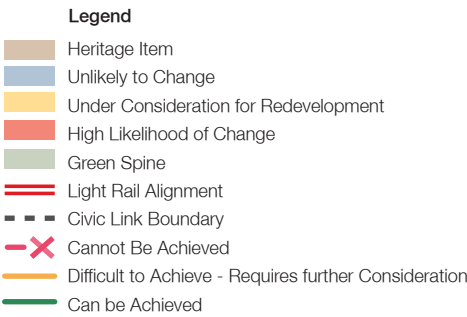 Legend
Heritage Item
Unlikely to Change
Under Consideration for Redevelopment
High Likelihood of Change
Green Spine
Light Rail Alignment
Civic Link Boundary
Cannot Be Achieved
Difficult to Achieve - Requires further Consideration
Can be Achieved